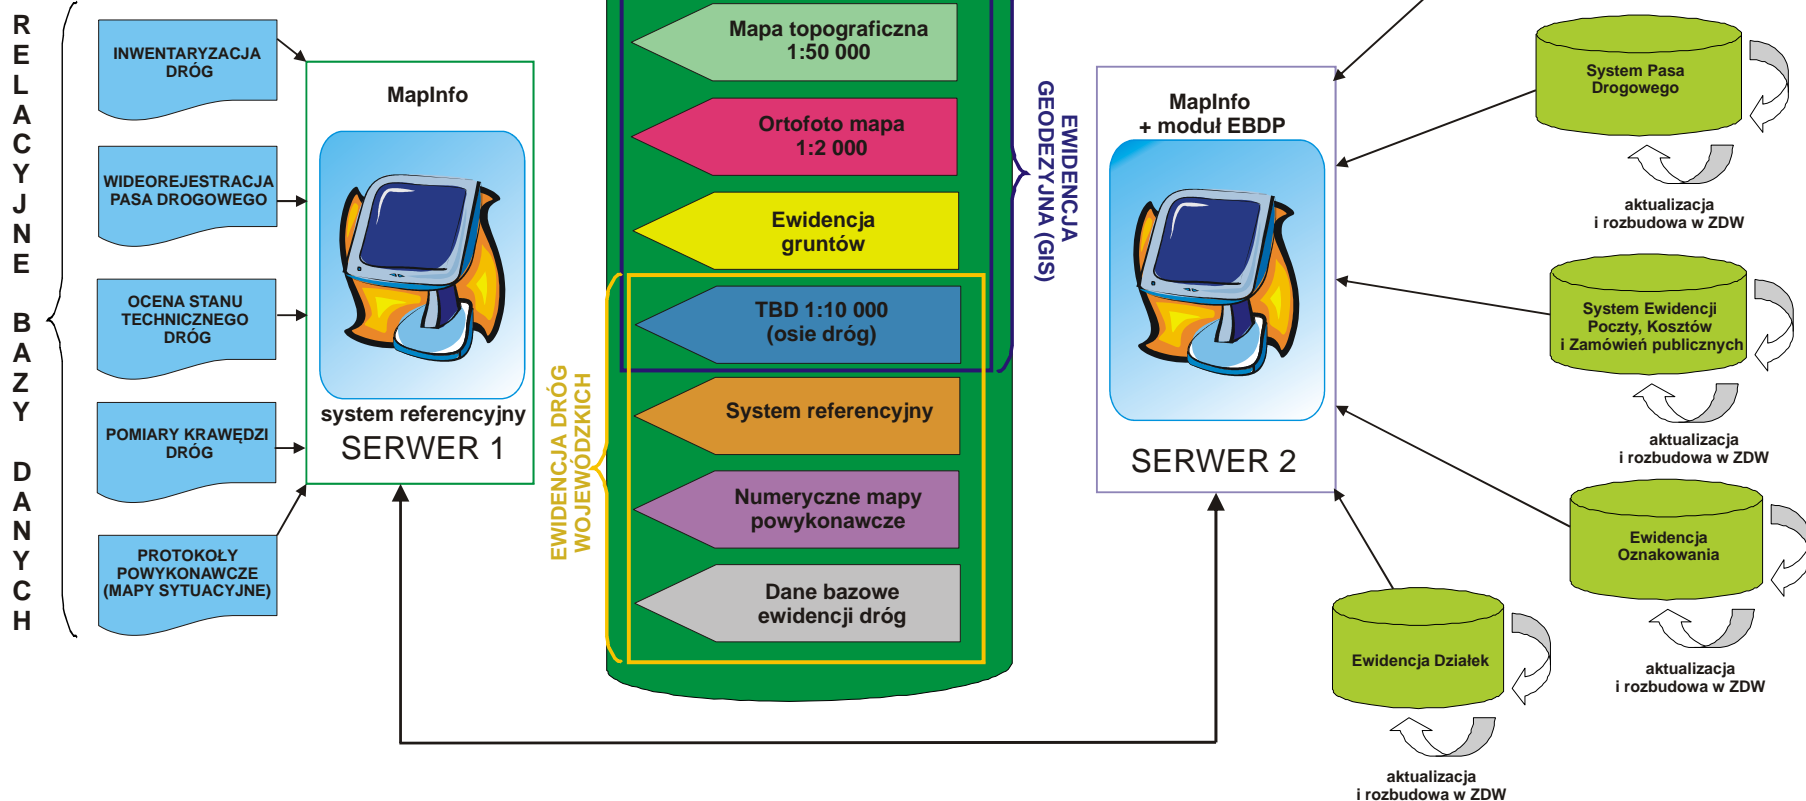 RELACYJNE BAZY DANYCH
INWENTARYZACJA
DRÓG
WIDEOREJESTRACJA
PASA DROGOWEGO
OCENA STANU
TECHNICZNEGO
DRÓG
POMIARY KRAWĘDZI
DRÓG
PROTOKOŁY
POWYKONAWCZE
(MAPY SYTUACYJNE)
MapInfo
system referencyjny
SERWER 1
EWIDENCJA DRÓG
WOJEWÓDZKICH
Mapa topograficzna
1:50 000
Ortofoto mapa
1:2 000
Ewidencja
gruntów
TBD 1:10 000
(osie dróg)
System referencyjny
Numeryczne mapy
powykonawcze
Dane bazowe
ewidencji dróg
EWIDENCJA
GEODEZYJNA (GIS)
MapInfo
+ moduł EBDP
SERWER 2
System Pasa
Drogowego
aktualizacja
i rozbudowa w ZDW
System Ewidencji
Poczty, Kosztów
i Zamówień publicznych
aktualizacja
i rozbudowa w ZDW
Ewidencja
Oznakowania
aktualizacja
i rozbudowa w ZDW
Ewidencja Działek
aktualizacja
i rozbudowa w ZDW